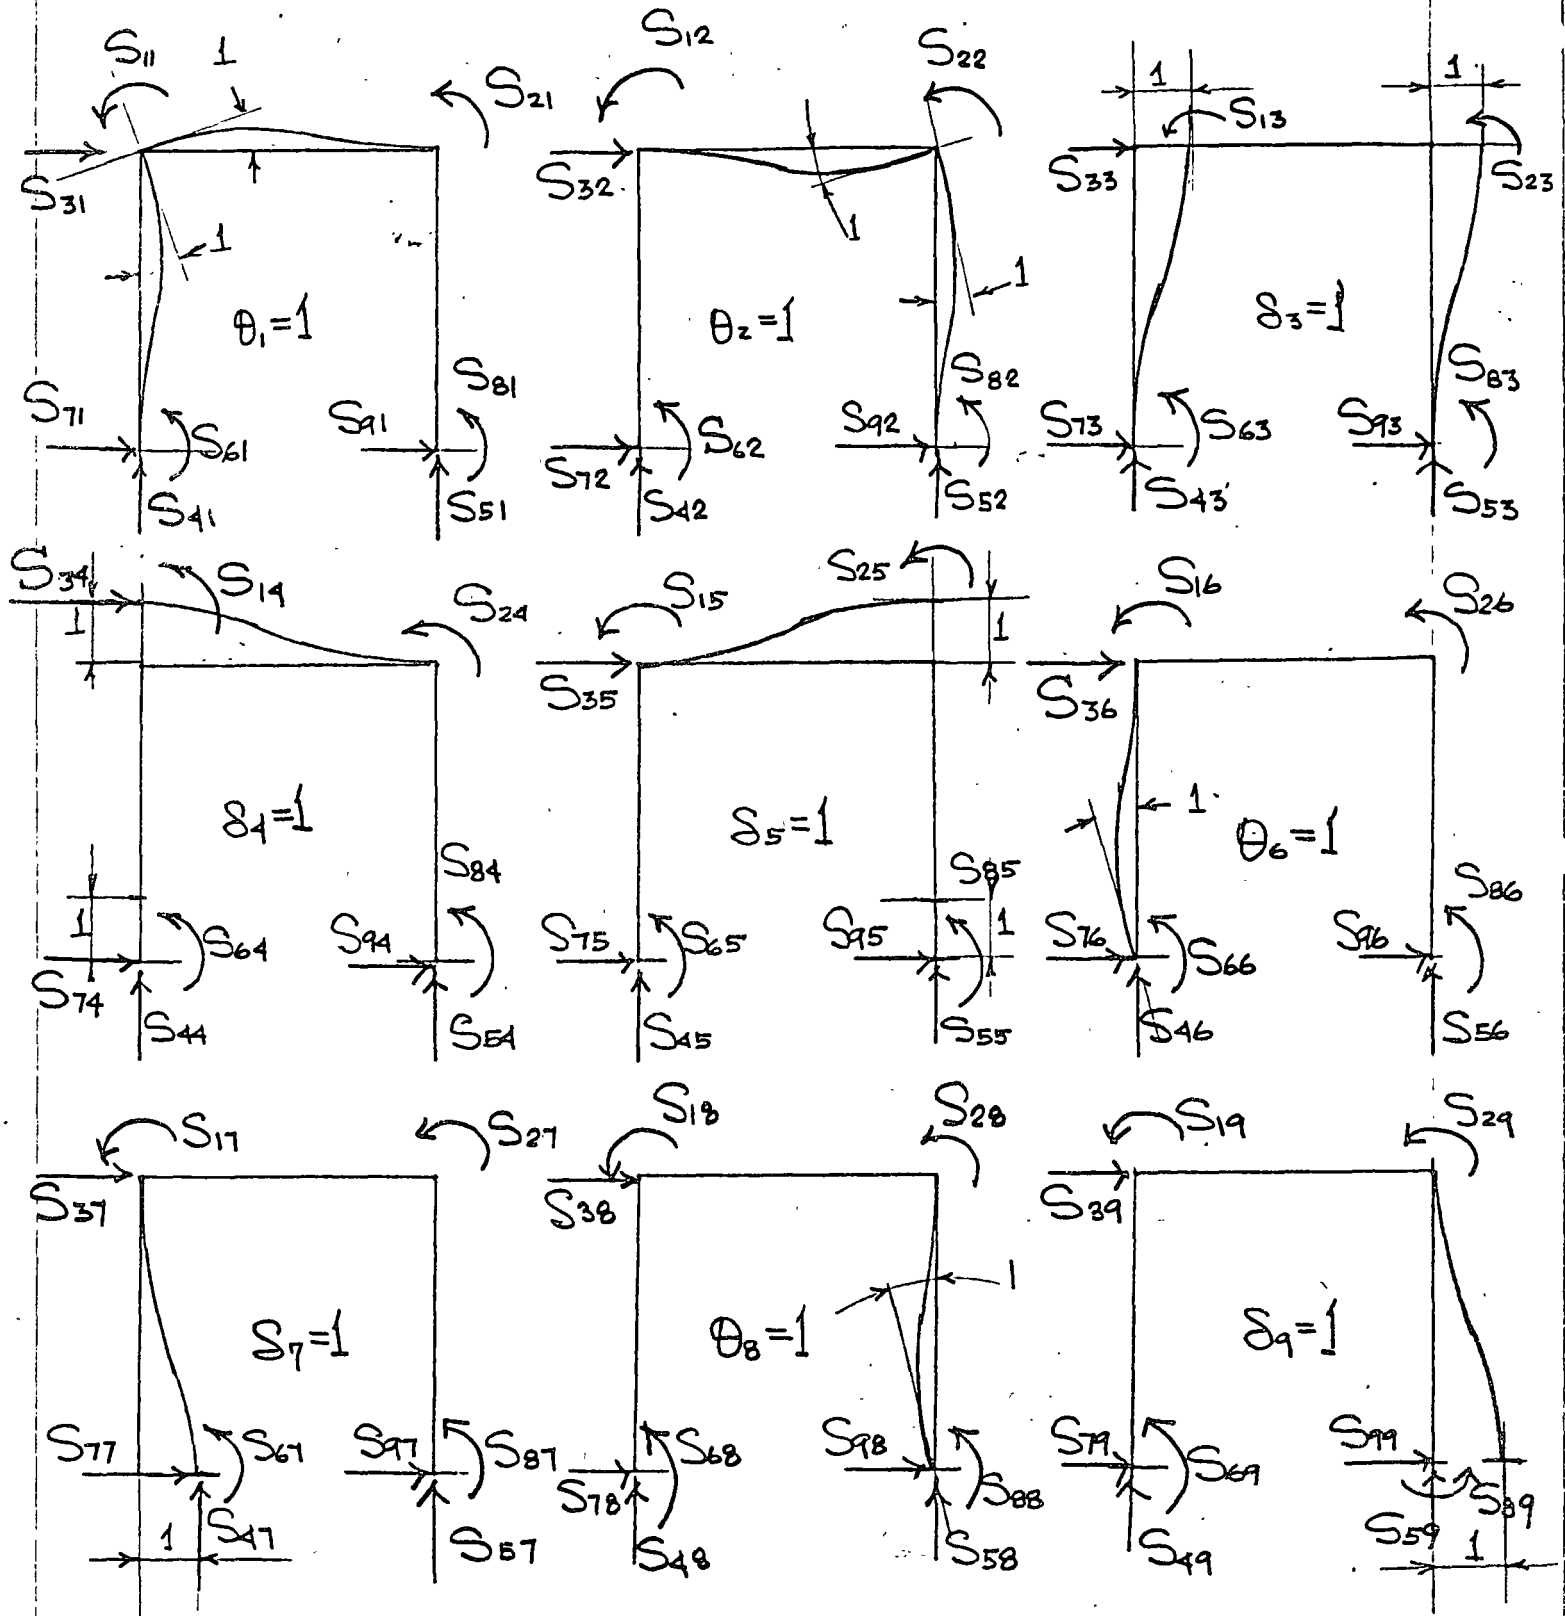 S11 1 S21
S31 1
θ1=1
S71 S61 S91 S81
S41 S51
S12 S22
S32 1 1
θ2=1
S72 S62 S92 S82
S42 S52
1 1
S33 S13 S23
δ3=1
S73 S63 S93 S83
S43 S53
S34 S14 S24
1
δ4=1
1 S64 S94 S84
S74 S44 S54
S15 S25
S35 1
δ5=1
S75 S65 S95 S85 1
S45 S55
S16 S26
S36
1
θ6=1
S76 S66 S96 S86
S46 S56
S17 S27
S37
δ7=1
S77 S67 S97 S87
1 S47 S57
S18 S28
S38 1
θ8=1
S78 S68 S98 S88
S48 S58
S19 S29
S39
δ9=1
S79 S69 S99 S89
S49 S59 1